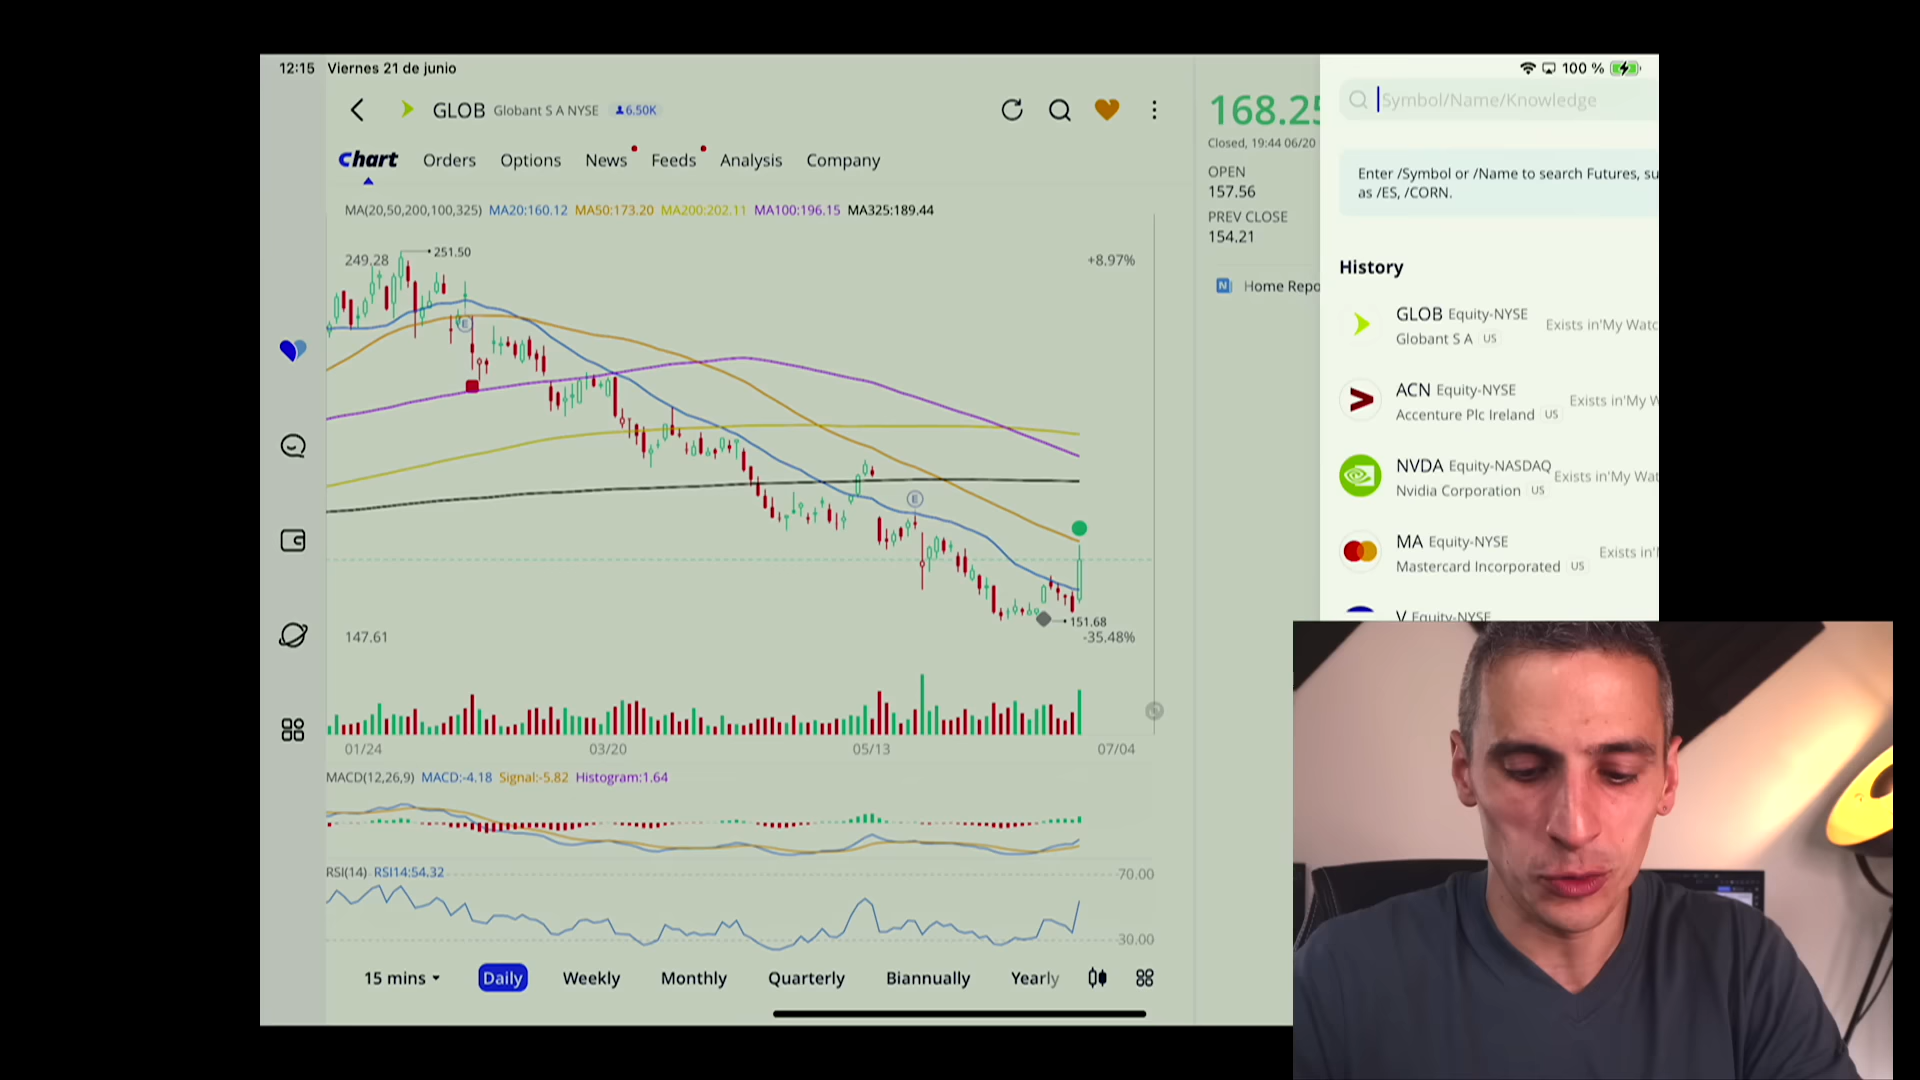 12:15 Viernes 21 de junio
100 %
GLOB Globant S A NYSE 6.50K
Chart Orders Options News Feeds Analysis Company
MA(20,50,200,100,325) MA20:160.12 MA50:173.20 MA200:202.11 MA100:196.15 MA325:189.44
249.28
251.50
+8.97%
E
E
151.68
147.61
-35.48%
01/24 03/20 05/13 07/04
MACD(12,26,9) MACD:-4.18 Signal:-5.82 Histogram:1.64
RSI(14) RSI14:54.32
70.00
30.00
15 mins Daily Weekly Monthly Quarterly Biannually Yearly
168.25
Closed, 19:44 06/20
OPEN
157.56
PREV CLOSE
154.21
N Home Repo
Symbol/Name/Knowledge
Enter /Symbol or /Name to search Futures, su
as /ES, /CORN.
History
GLOB Equity-NYSE
Globant S A US
Exists in'My Watc
ACN Equity-NYSE
Accenture Plc Ireland US
Exists in'My W
NVDA Equity-NASDAQ
Nvidia Corporation US
Exists in'My Wat
MA Equity-NYSE
Mastercard Incorporated US
Exists in'
V Equity-NYSE